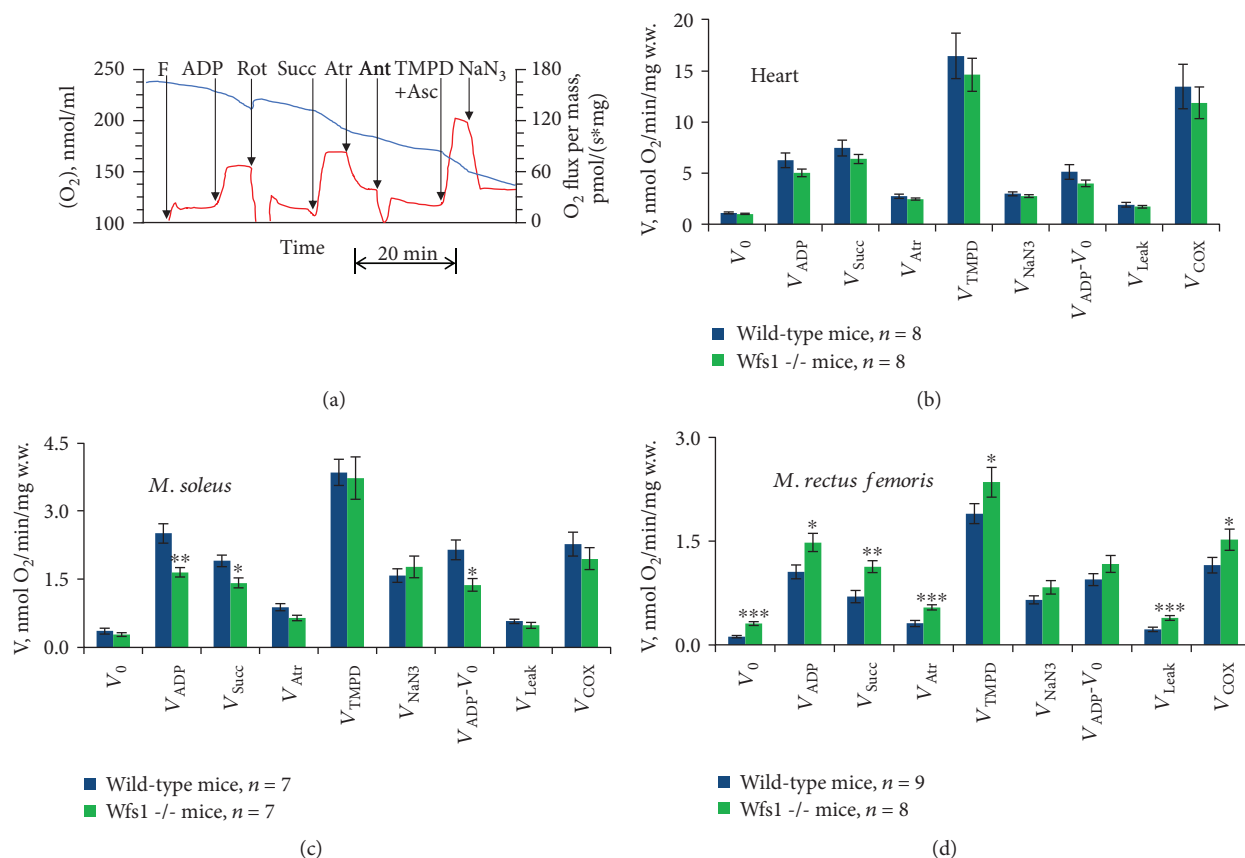 F ADP Rot Succ Atr Ant TMPD NaN3
+Asc
250
200
150
100
(O2), nmol/ml
180
120
60
0
O2 flux per mass,
pmol/(s*mg)
Time
20 min
(a)
20
15
10
5
0
V, nmol O2/min/mg w.w.
Heart
V0
VADP
VSucc
VAtr
VTMPD
VNaN3
VADP-V0
VLeak
VCOX
Wild-type mice, n = 8
Wfs1 -/- mice, n = 8
(b)
4.5
3.0
1.5
0.0
V, nmol O2/min/mg w.w.
M. soleus
**
*
*
V0
VADP
VSucc
VAtr
VTMPD
VNaN3
VADP-V0
VLeak
VCOX
Wild-type mice, n = 7
Wfs1 -/- mice, n = 7
(c)
3.0
1.5
0.0
V, nmol O2/min/mg w.w.
M. rectus femoris
***
*
**
***
*
***
*
V0
VADP
VSucc
VAtr
VTMPD
VNaN3
VADP-V0
VLeak
VCOX
Wild-type mice, n = 9
Wfs1 -/- mice, n = 8
(d)